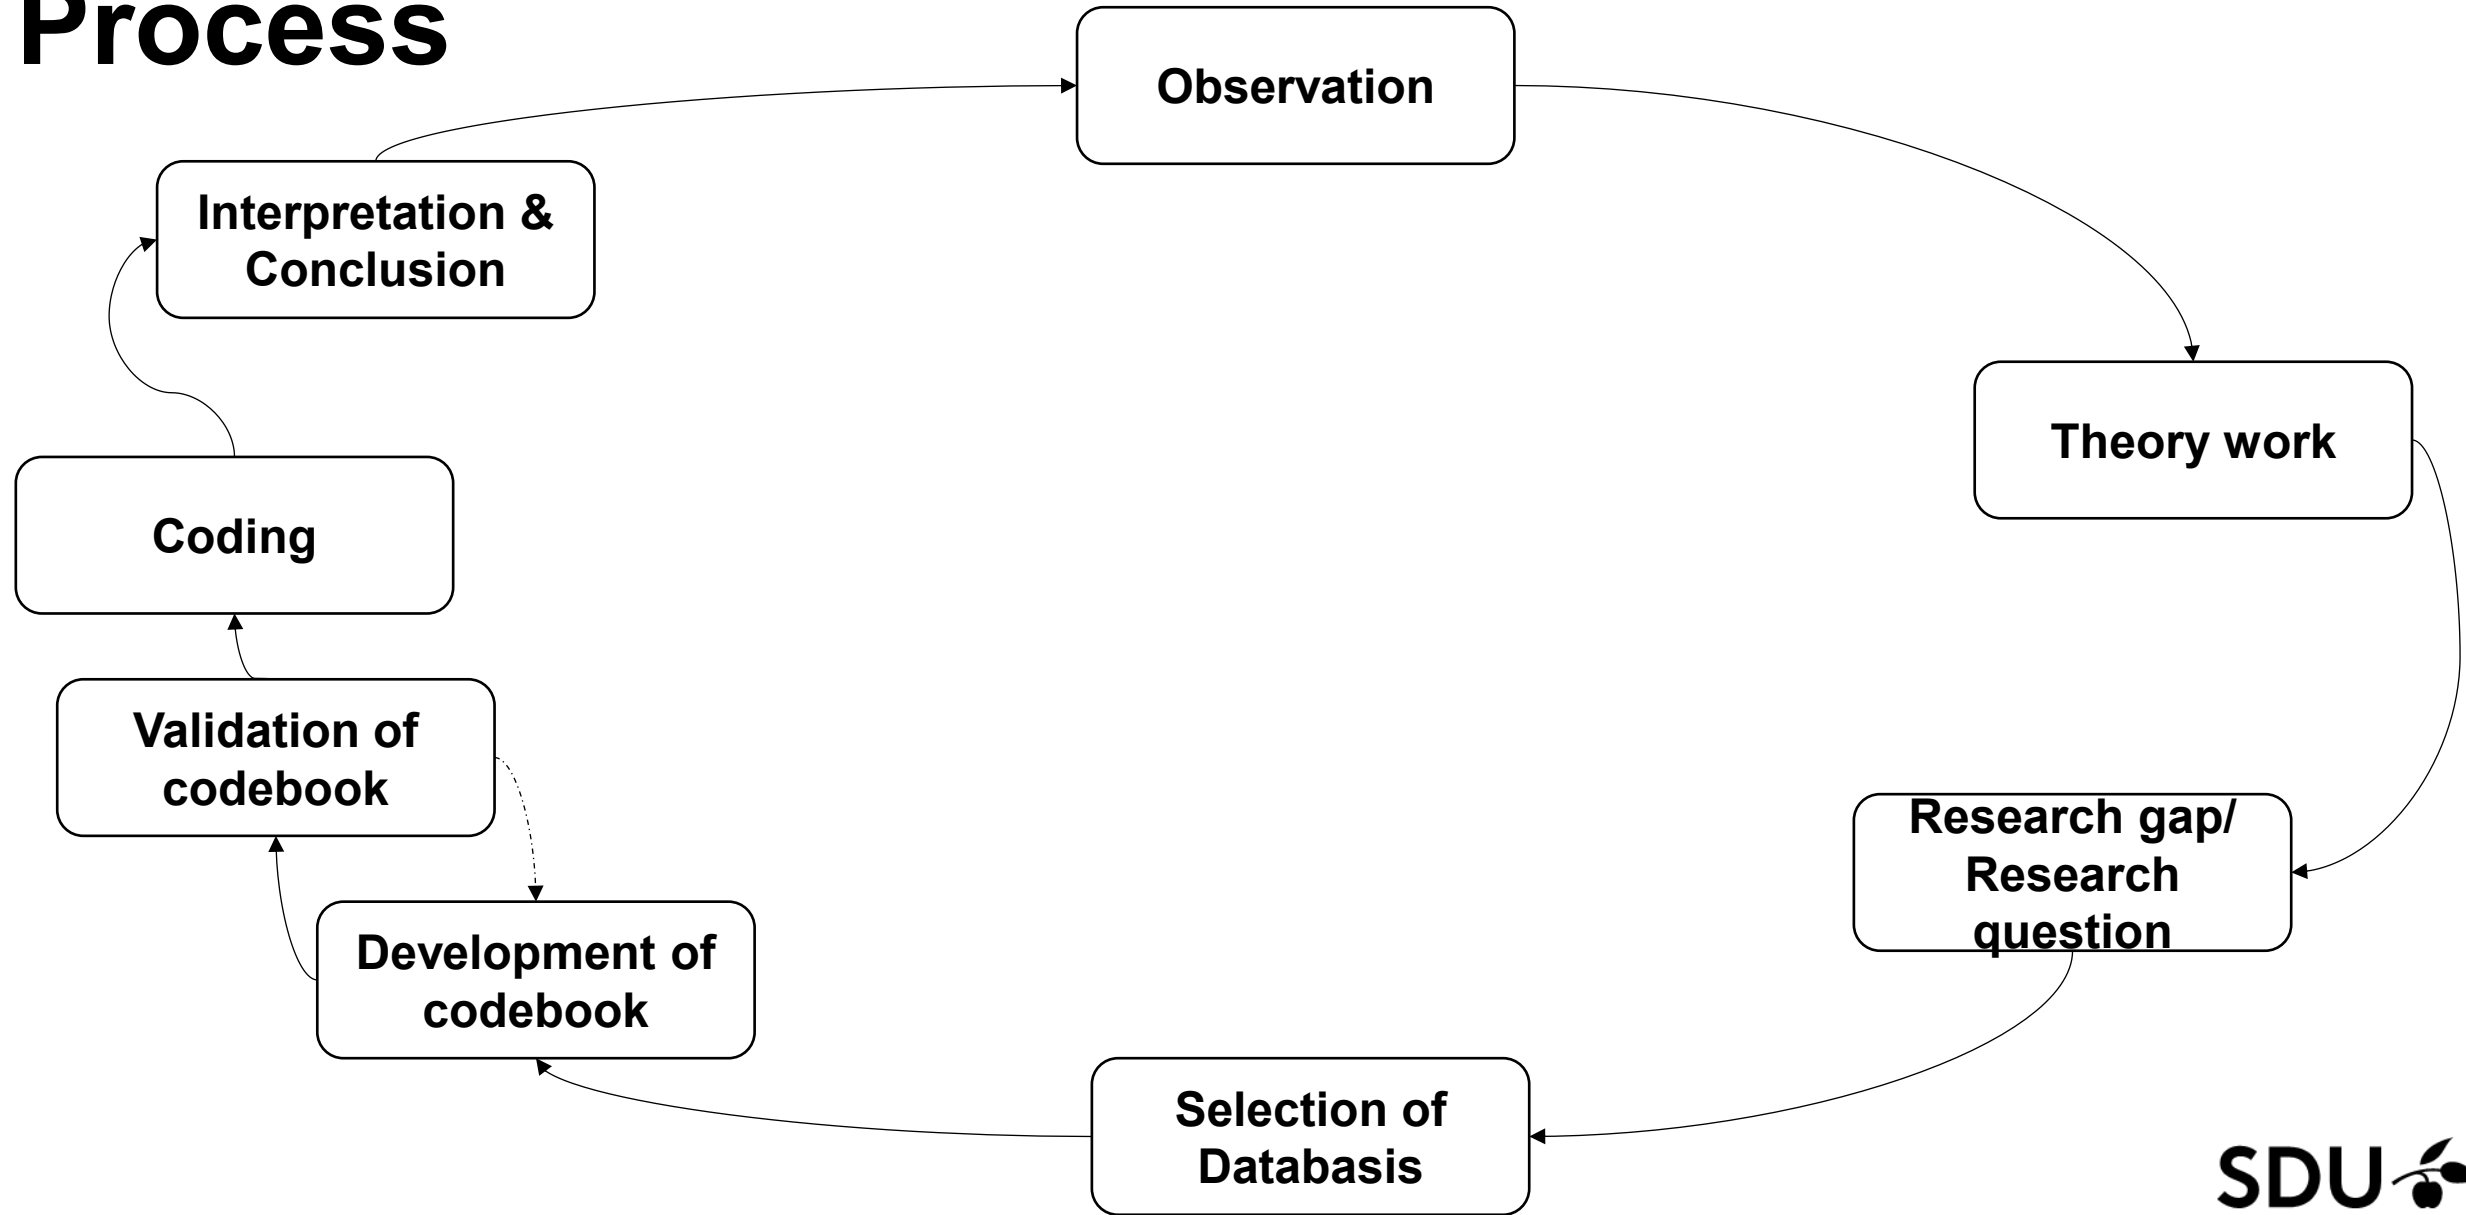 Process
Observation
Interpretation &
Conclusion
Theory work
Coding
Validation of
codebook
Research gap/
Research
question
Development of
codebook
Selection of
Databasis
SDU